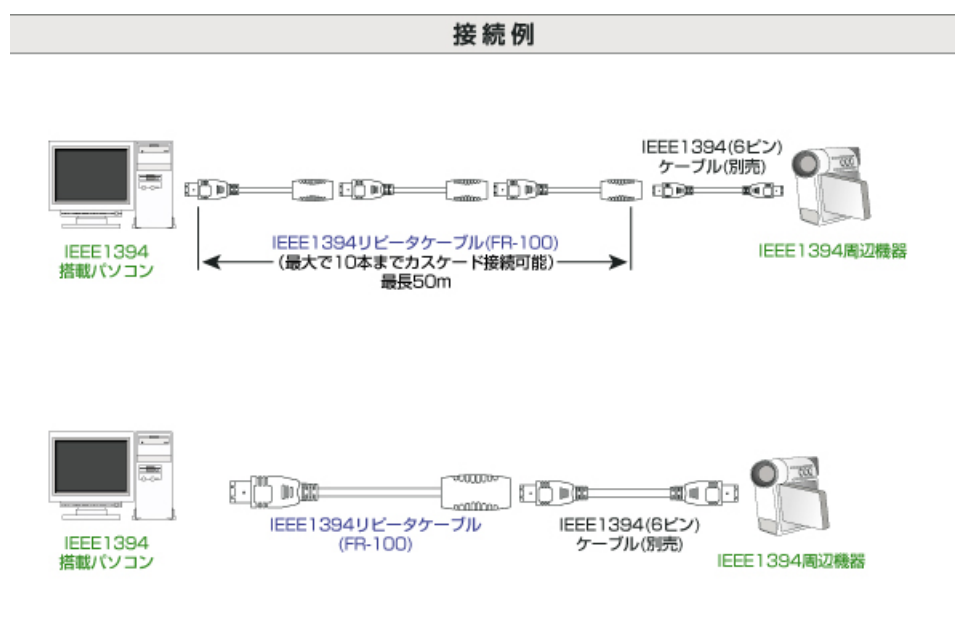 接続例
IEEE1394(6ピン)
ケーブル(別売)
IEEE1394
搭載パソコン
IEEE1394リピータケーブル(FR-100)
(最大で10本までカスケード接続可能)
最長50m
IEEE1394周辺機器
IEEE1394
搭載パソコン
IEEE1394リピータケーブル
(FR-100)
IEEE1394(6ピン)
ケーブル(別売)
IEEE1394周辺機器